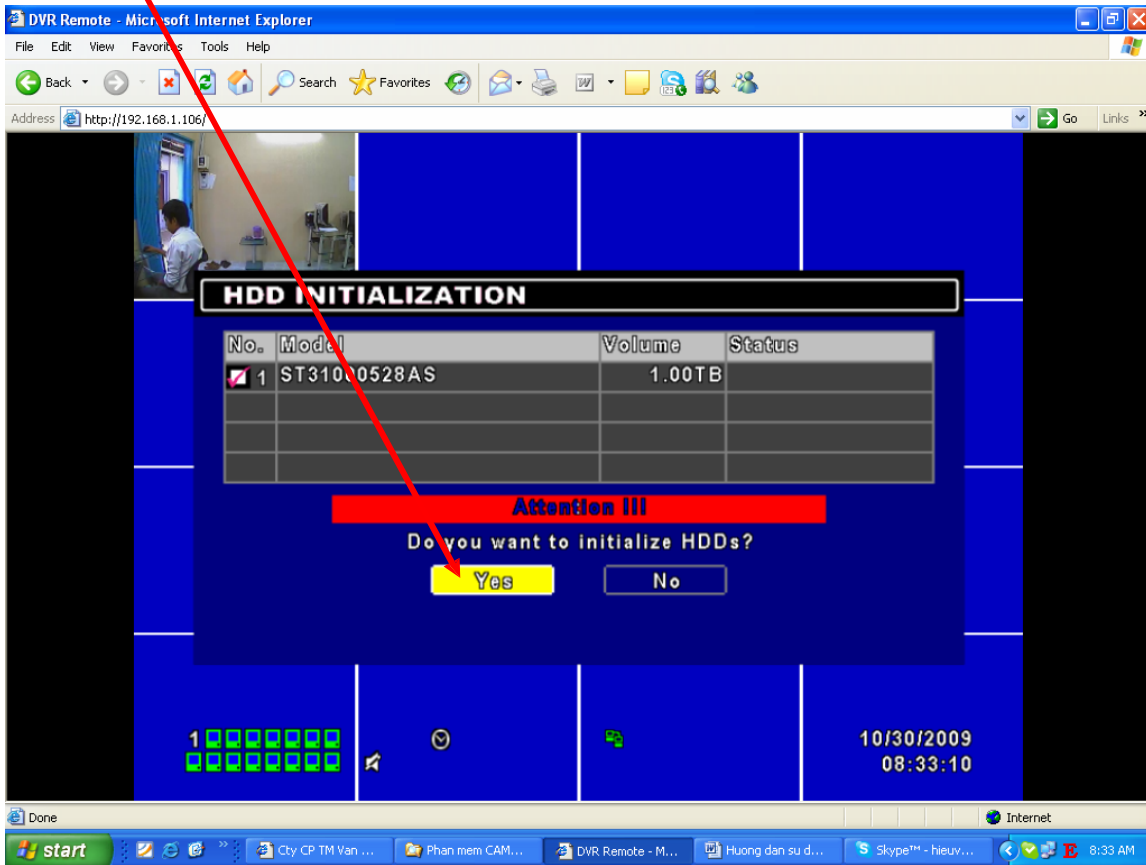 DVR Remote - Microsoft Internet Explorer
File Edit View Favorites Tools Help
Back Search Favorites
Address http://192.168.1.106/ Go Links »
HDD INITIALIZATION
No. Model Volume Status
1 ST31000528AS 1.00TB
Attention !!!
Do you want to initialize HDDs?
Yes No
1 10/30/2009
08:33:10
Done Internet
start » Cty CP TM Van ... Phan mem CAM... DVR Remote - M... Huong dan su d... Skype™ - hieuv... E 8:33 AM